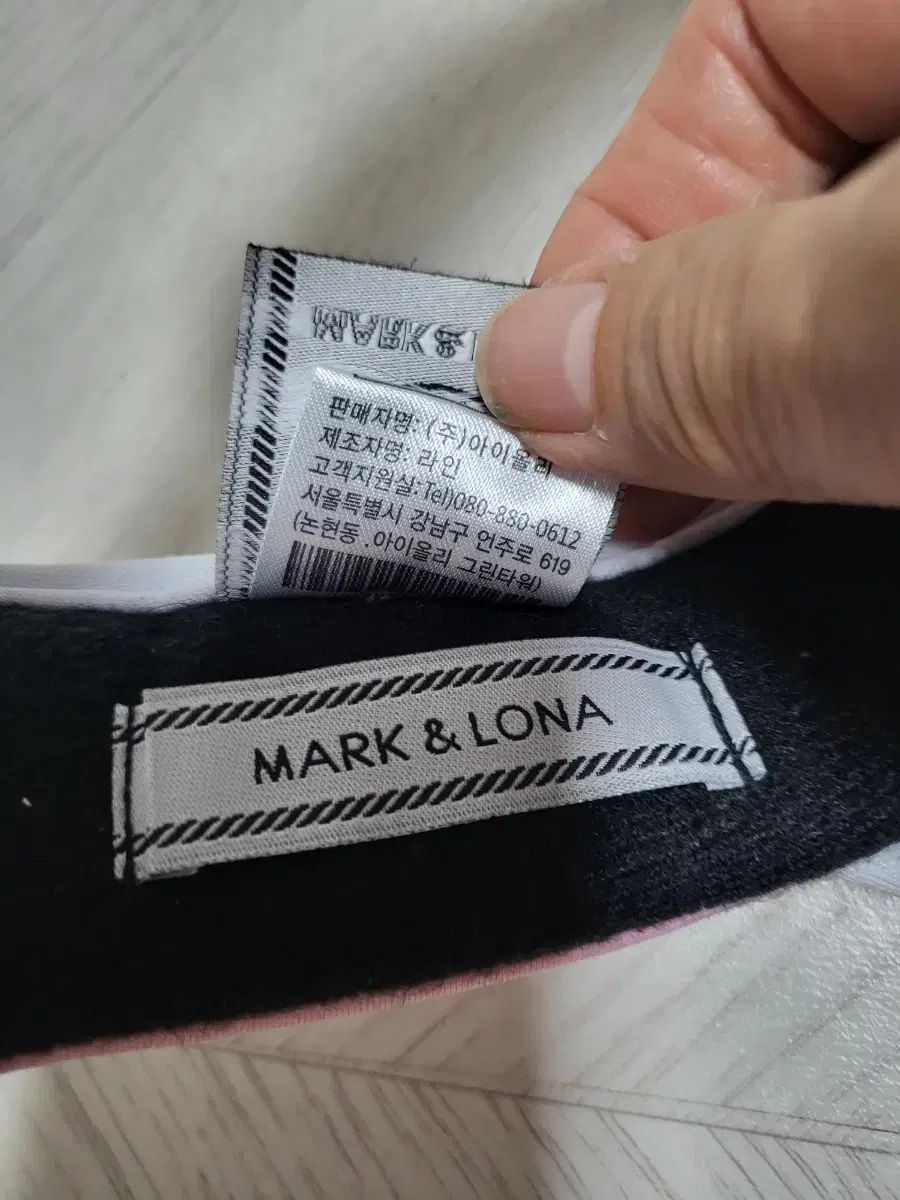 판매자명: (주)아이올리
제조자명: 라인
고객지원실:Tel)080-880-0612
서울특별시 강남구 언주로 619
(논현동 .아이올리 그린타워)
MARK & LONA